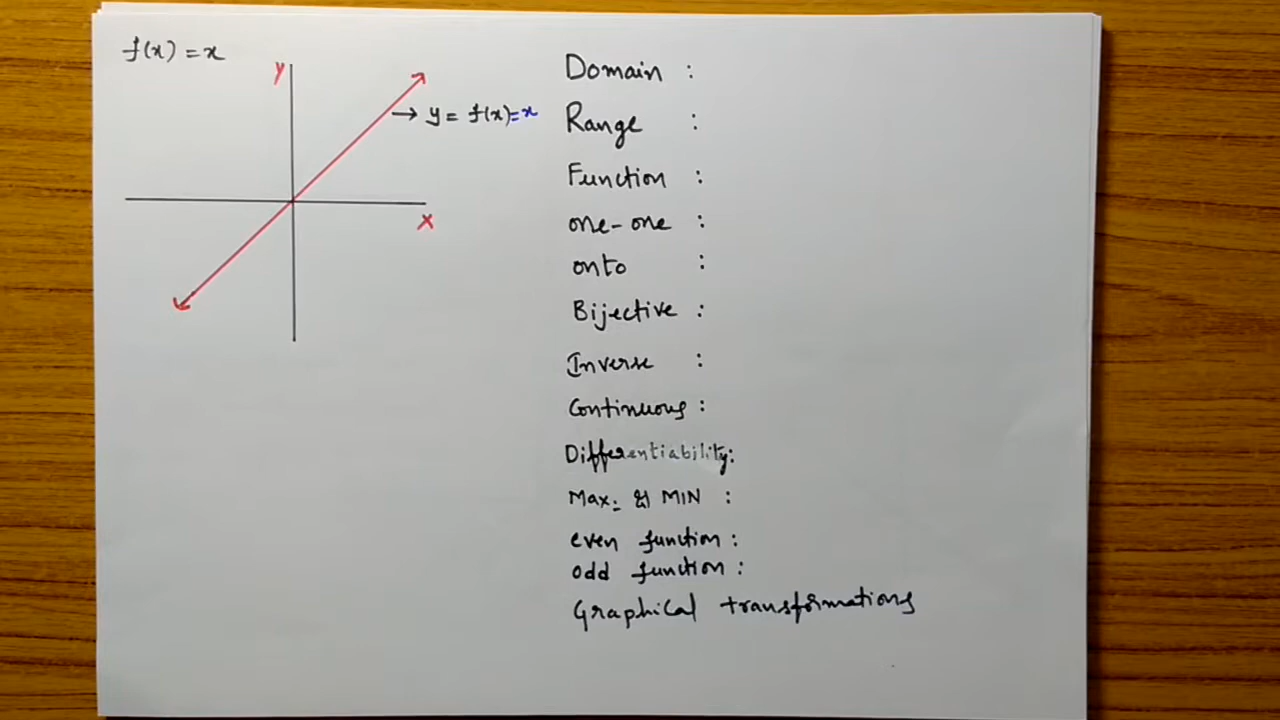 f(x) = x
y
→ y = f(x)=x
x
Domain :
Range :
Function :
one-one :
onto :
Bijective :
Inverse :
Continuous :
Differentiability:
Max. & MIN :
even function :
odd function :
Graphical transformations